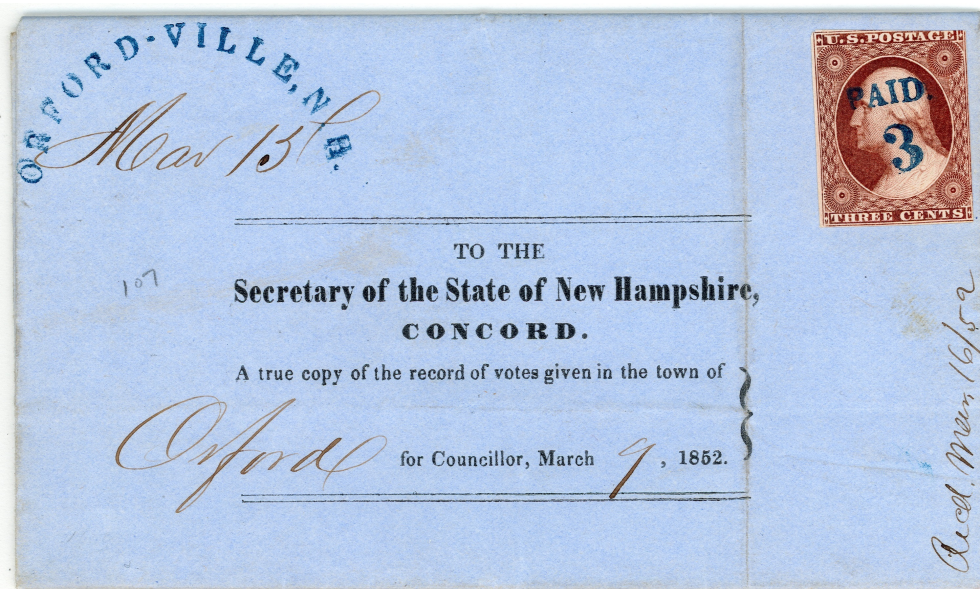 ORFORD-VILLE, N.H.
Mar 15
U.S. POSTAGE
PAID.
3
THREE CENTS
TO THE
Secretary of the State of New Hampshire,
CONCORD.
107
A true copy of the record of votes given in the town of
Orford for Councillor, March 9, 1852.
Recd. Mar. 16/52